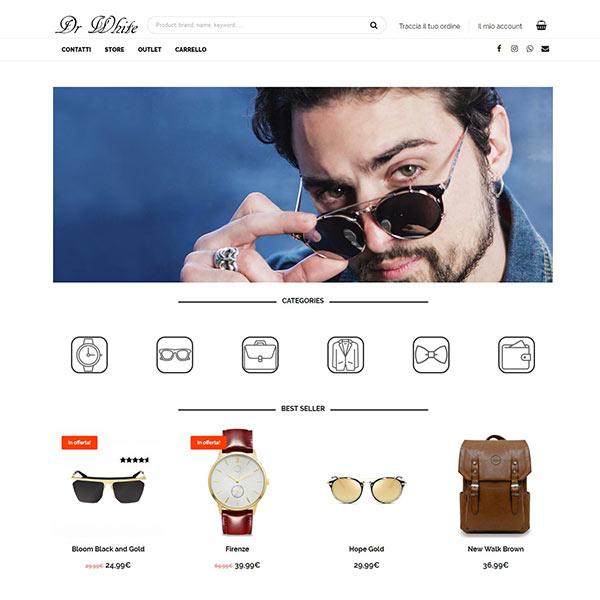 Dr White
Product, brand, name, keyword, ...
Traccia il tuo ordine
Il mio account
CONTATTI STORE OUTLET CARRELLO
CATEGORIES
BEST SELLER
In offerta! In offerta!
Bloom Black and Gold Firenze Hope Gold New Walk Brown
29,99€ 24,99€ 69,99€ 39,99€ 29,99€ 36,99€